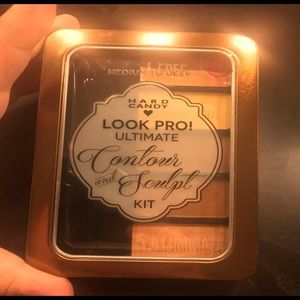 MEDIUM TO DEEP
HARD
CANDY
LOOK PRO!
ULTIMATE
Contour
and Sculpt
KIT